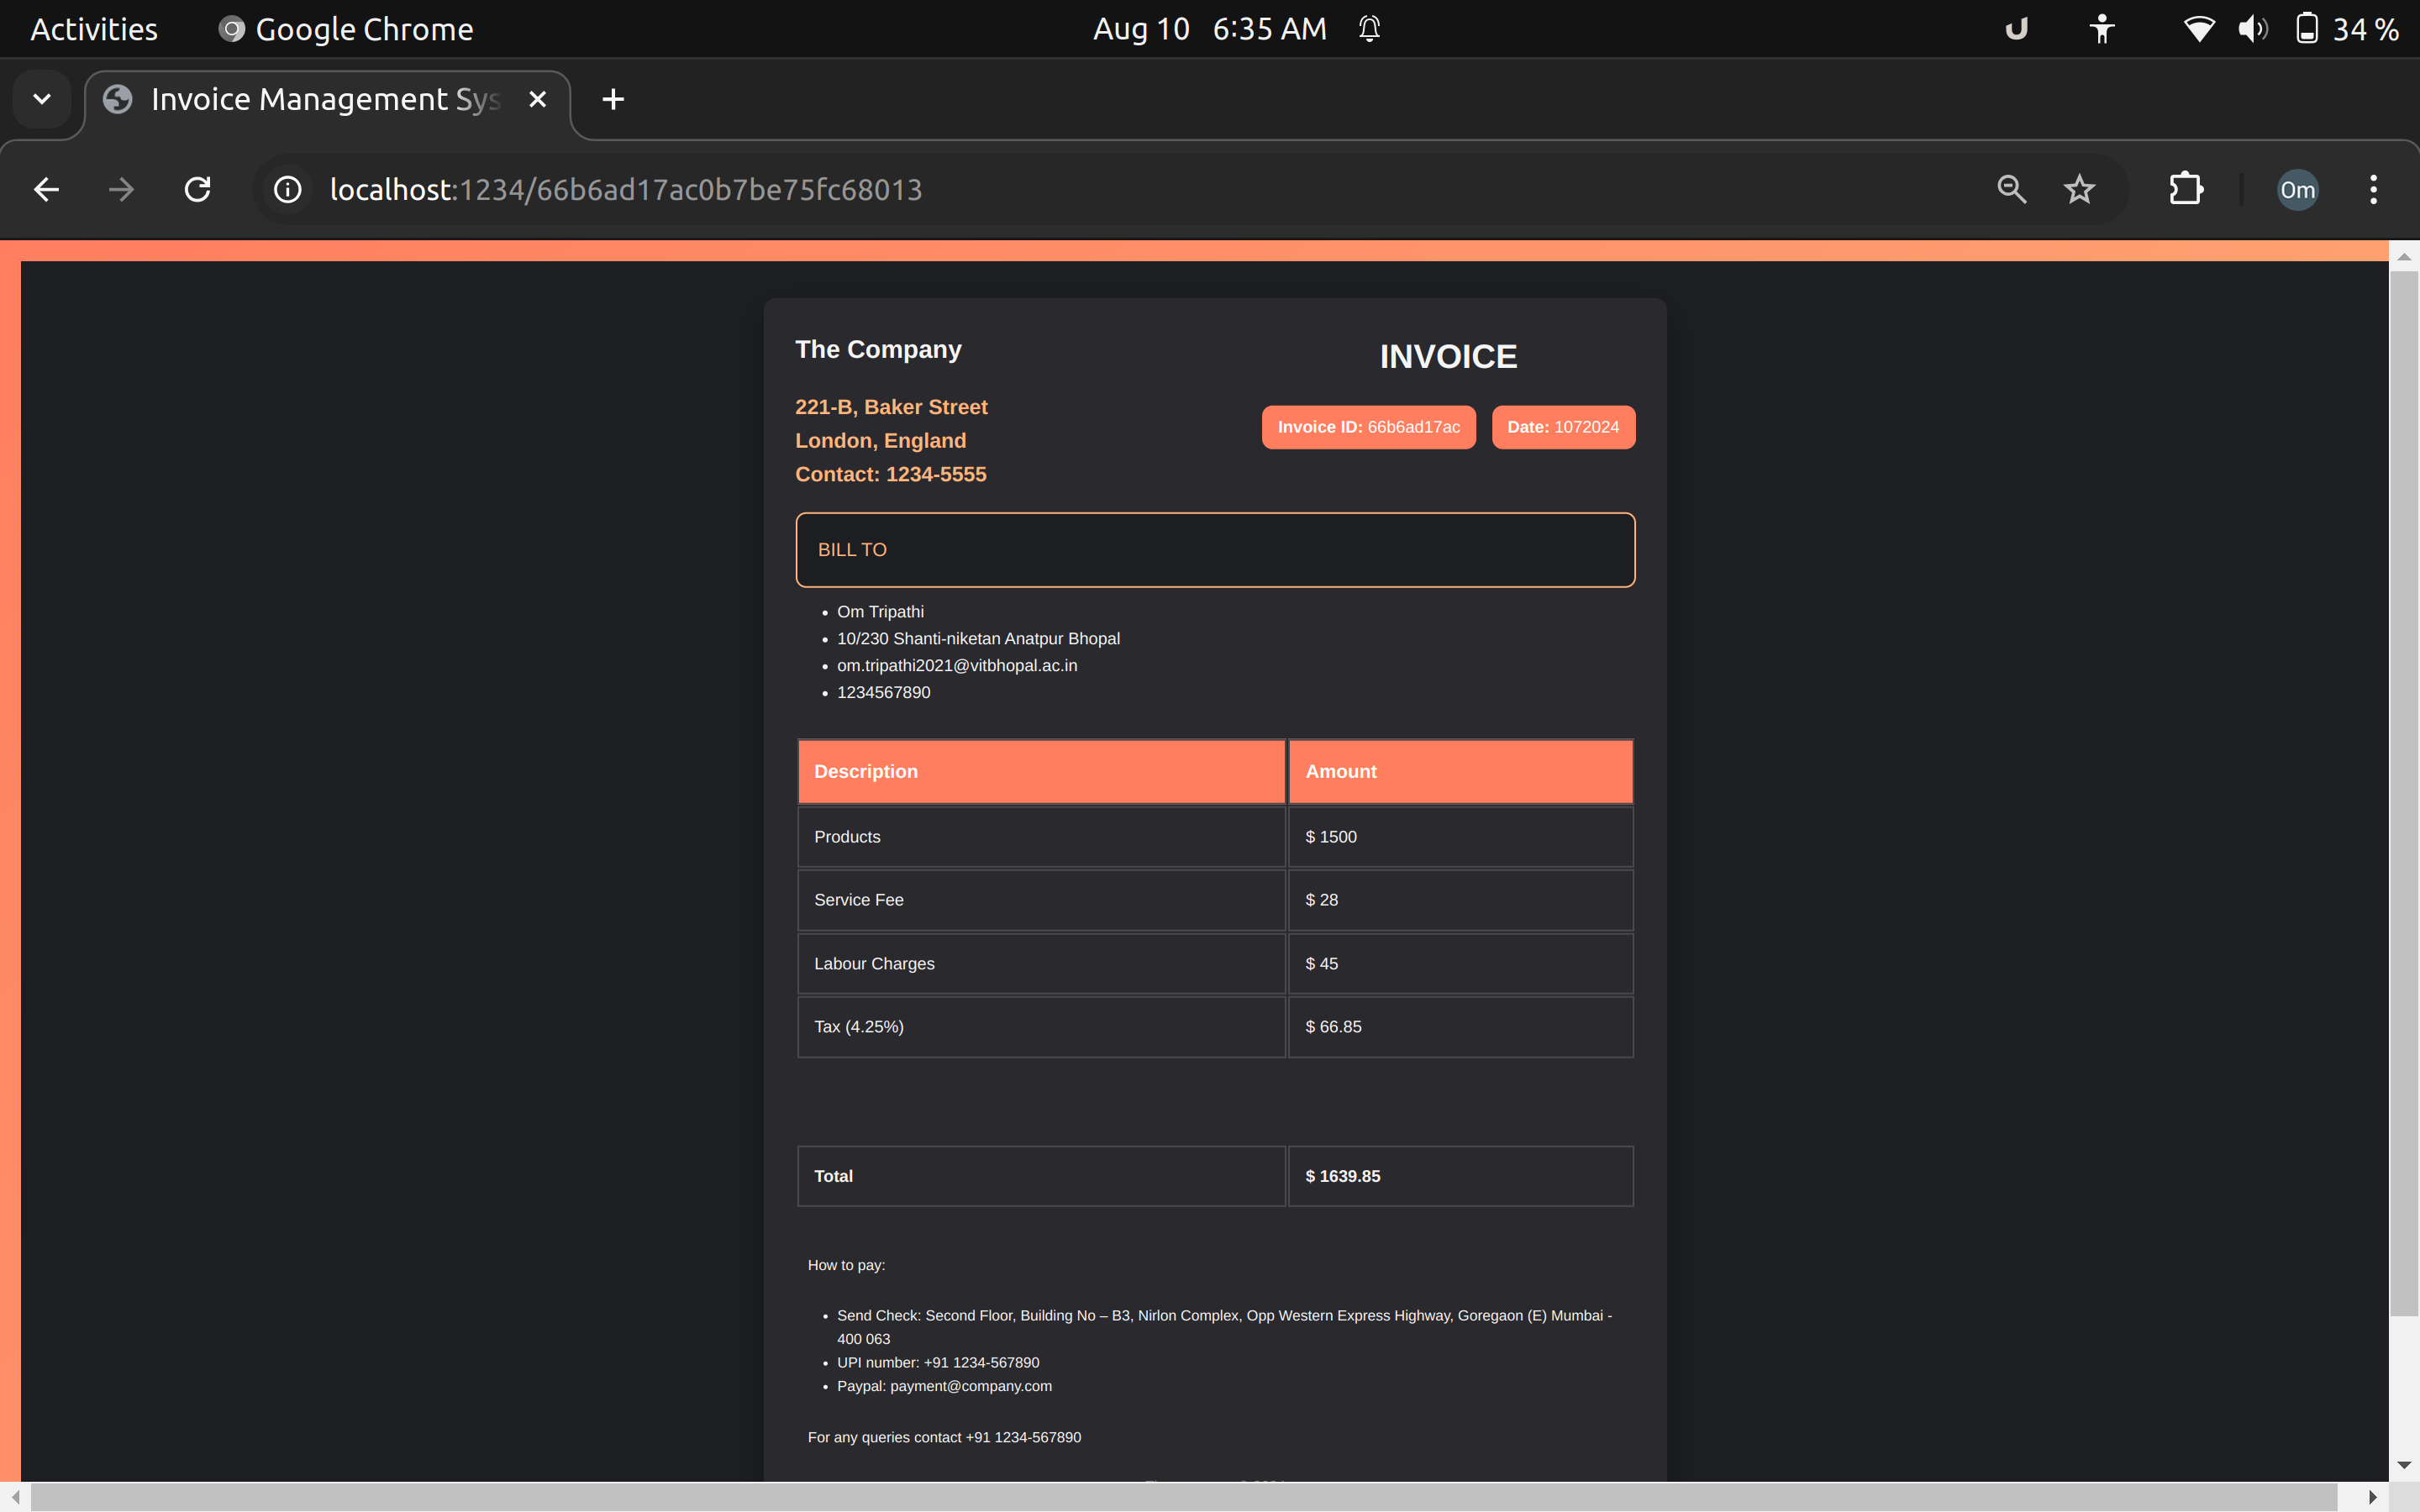 Activities Google Chrome Aug 10 6:35 AM 34 %
Invoice Management Sys
localhost:1234/66b6ad17ac0b7be75fc68013 Om
The Company
INVOICE
221-B, Baker Street
London, England
Contact: 1234-5555
Invoice ID: 66b6ad17ac Date: 1072024
BILL TO
• Om Tripathi
• 10/230 Shanti-niketan Anatpur Bhopal
• om.tripathi2021@vitbhopal.ac.in
• 1234567890
Description Amount
Products $ 1500
Service Fee $ 28
Labour Charges $ 45
Tax (4.25%) $ 66.85
Total $ 1639.85
How to pay:
• Send Check: Second Floor, Building No – B3, Nirlon Complex, Opp Western Express Highway, Goregaon (E) Mumbai -
400 063
• UPI number: +91 1234-567890
• Paypal: payment@company.com
For any queries contact +91 1234-567890